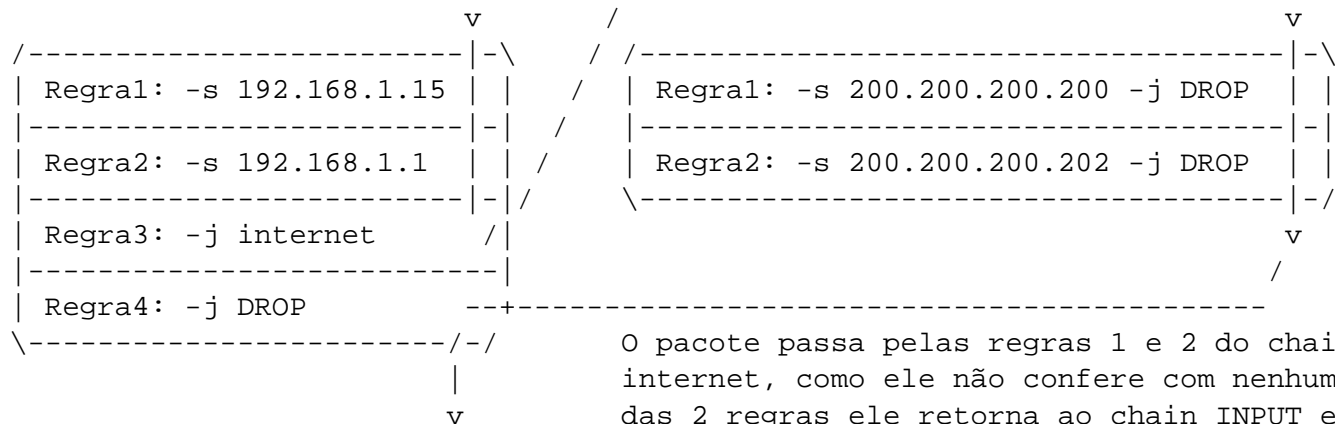 v / v
/-------------------------|-\ / /-------------------------------------|-\
| Regra1: -s 192.168.1.15 | | / | Regra1: -s 200.200.200.200 -j DROP | |
|-------------------------|-| / |-------------------------------------|-|
| Regra2: -s 192.168.1.1 | | / | Regra2: -s 200.200.200.202 -j DROP | |
|-------------------------|-|/ \-------------------------------------|-/
| Regra3: -j internet /| v
|---------------------------| /
| Regra4: -j DROP --+-------------------------------------------
\------------------------/-/ O pacote passa pelas regras 1 e 2 do chai
| internet, como ele não confere com nenhum
v das 2 regras ele retorna ao chain INPUT e